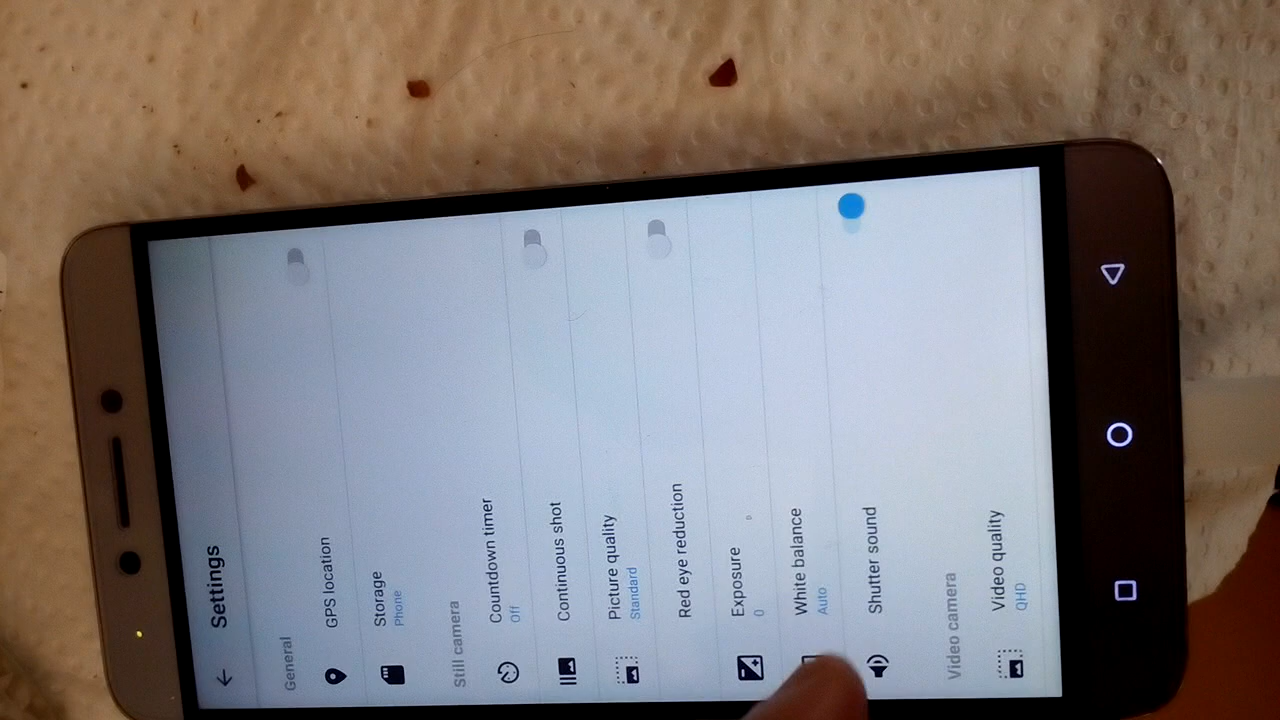 Settings
General
GPS location
Storage
Phone
Still camera
Countdown timer
Off
Continuous shot
Picture quality
Standard
Red eye reduction
Exposure
0
White balance
Auto
Shutter sound
Video camera
Video quality
QHD